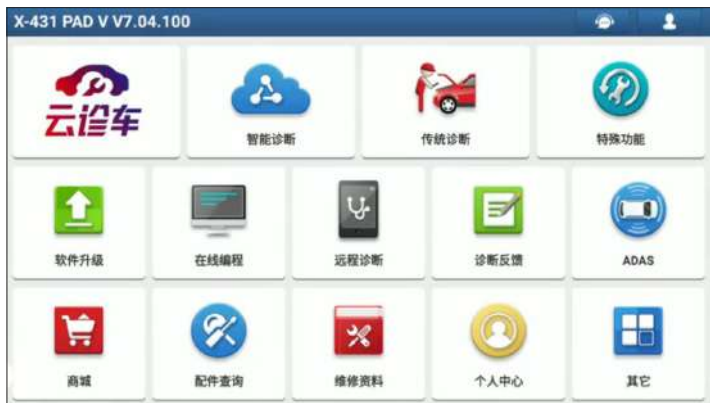 X-431 PAD V V7.04.100
云诊车
智能诊断
传统诊断
特殊功能
软件升级
在线编程
远程诊断
诊断反馈
ADAS
商城
配件查询
维修资料
个人中心
其它